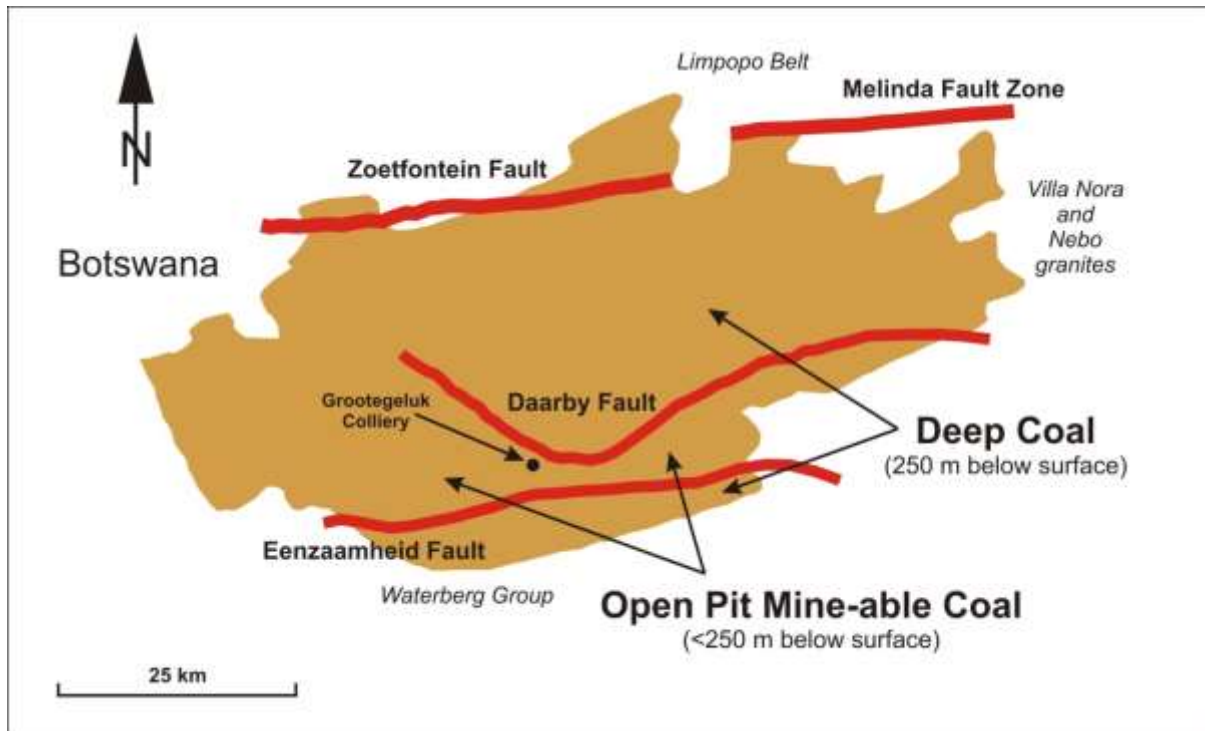 Limpopo Belt
Melinda Fault Zone
N
Zoetfontein Fault
Villa Nora
and
Nebo
granites
Botswana
Grootegeluk
Colliery
Daarby Fault
Deep Coal
(250 m below surface)
Eenzaamheid Fault
Waterberg Group
Open Pit Mine-able Coal
(<250 m below surface)
25 km